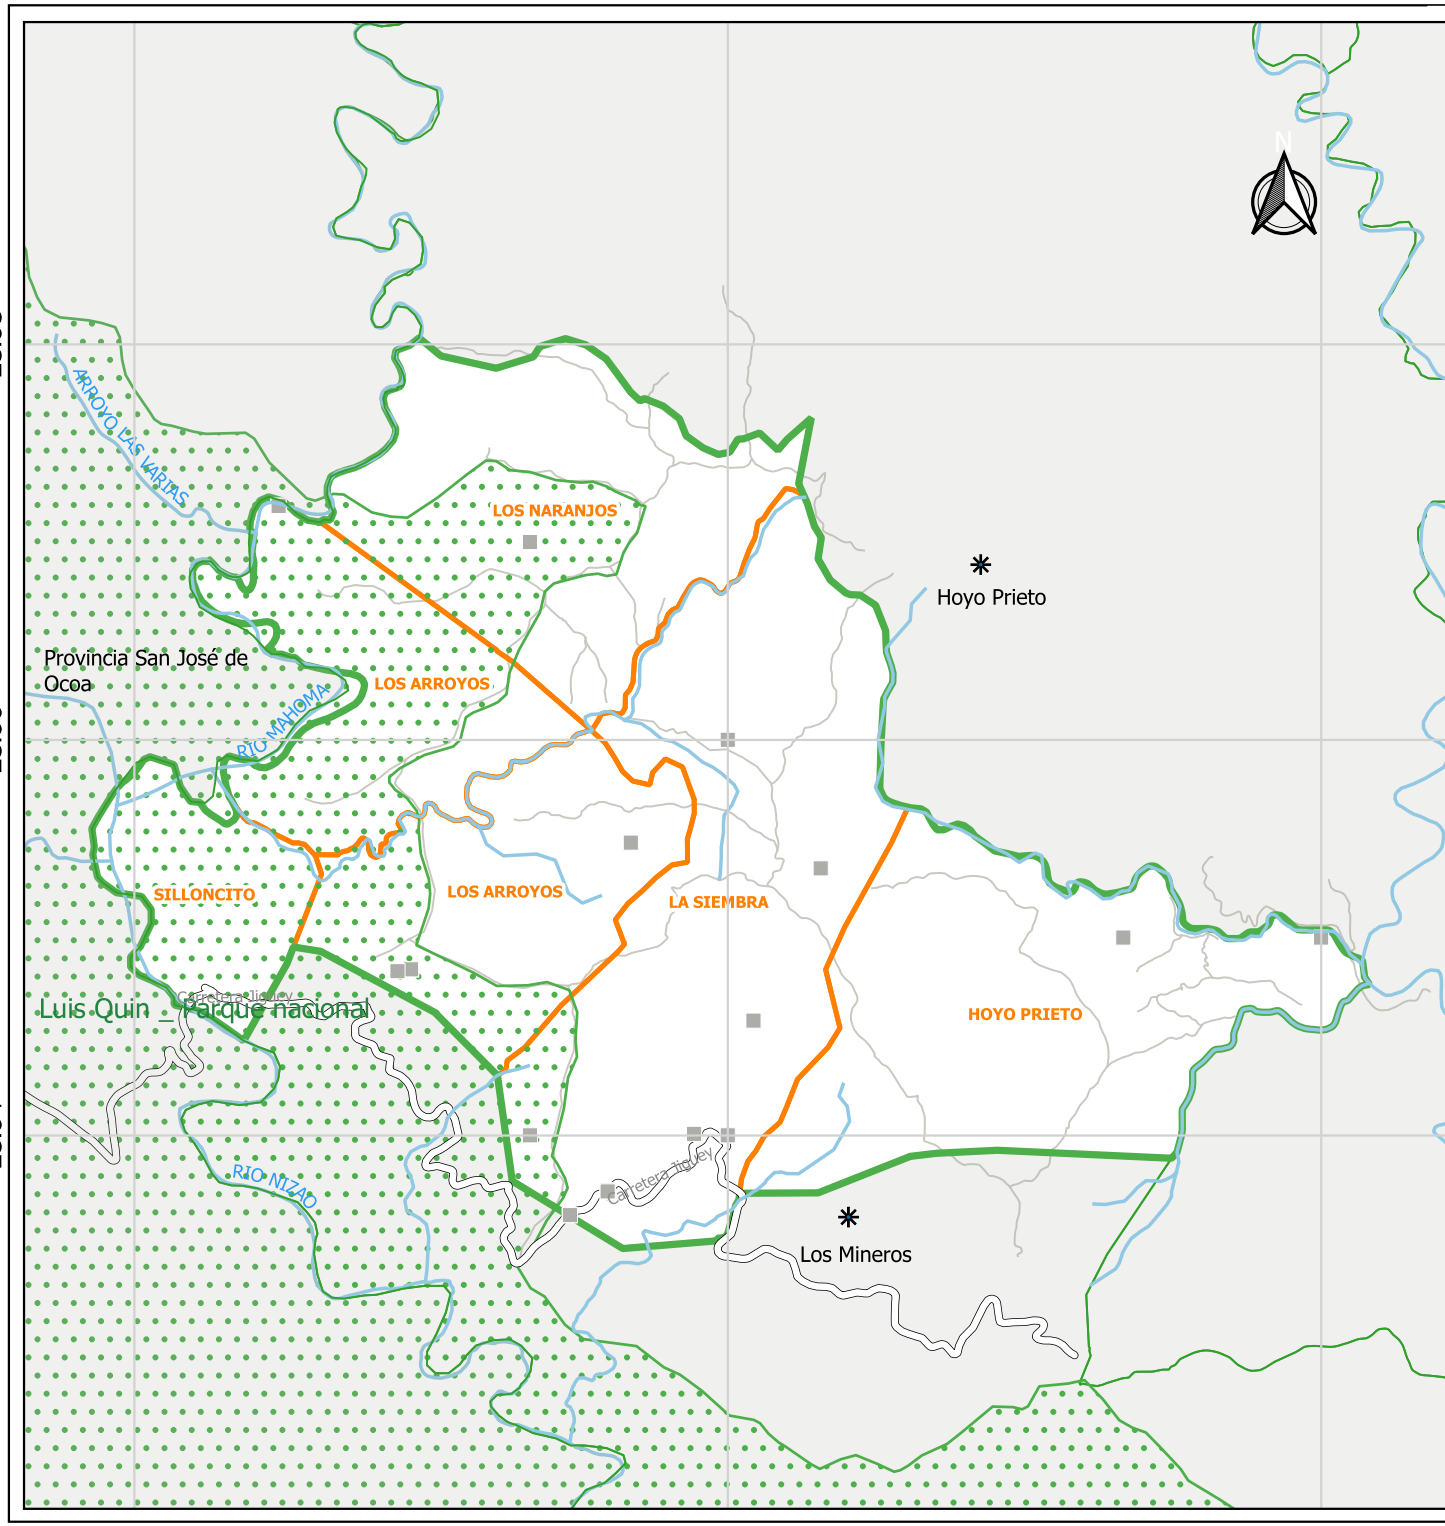 N
ARROYO LAS VARIAS
LOS NARANJOS
Hoyo Prieto
Provincia San José de
Ocoa
LOS ARROYOS
RIO MAHOMA
SILLONCITO
LOS ARROYOS
LA SIEMBRA
Carretera Jiguey
Luis Quin _ Parque nacional
HOYO PRIETO
Carretera Jiguey
RIO NIZAO
Los Mineros